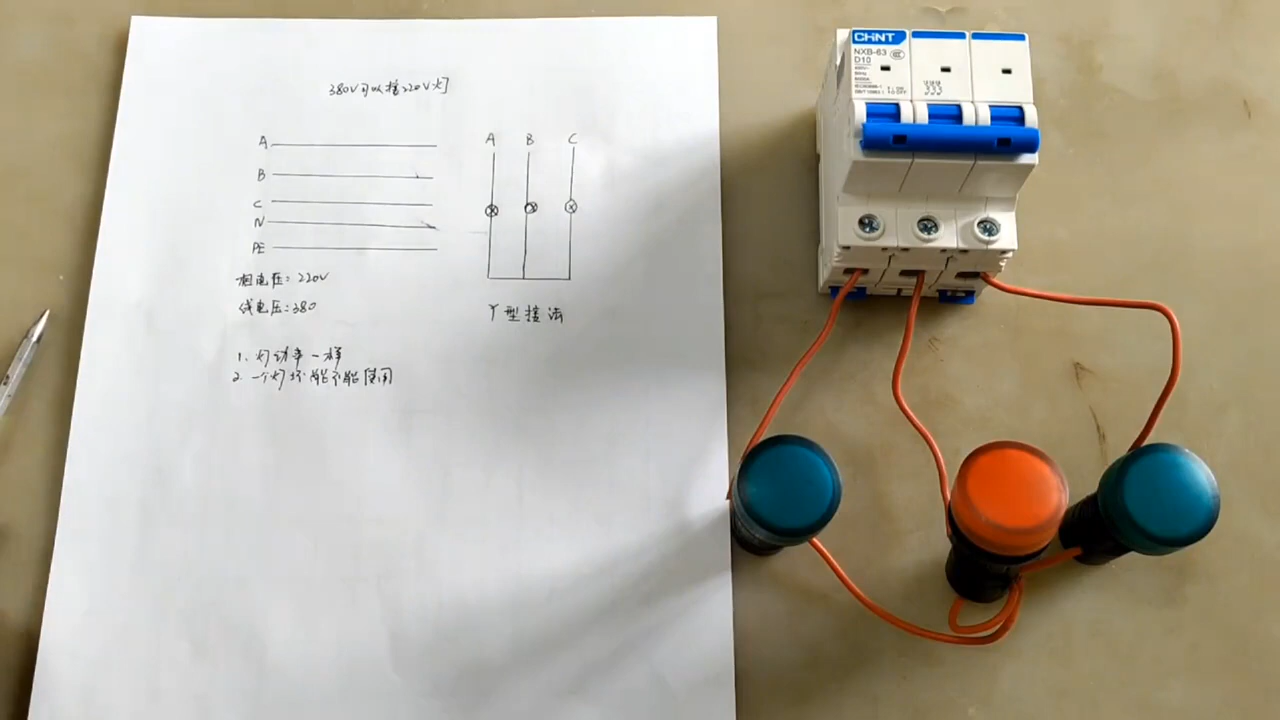 380V可以接220V灯
A
B
C
N
PE
A B C
相电压：220V
线电压：380
Y型接法
1. 灯功率一样
2. 一个灯坏能不能使用
CHNT
NXB-63
D10